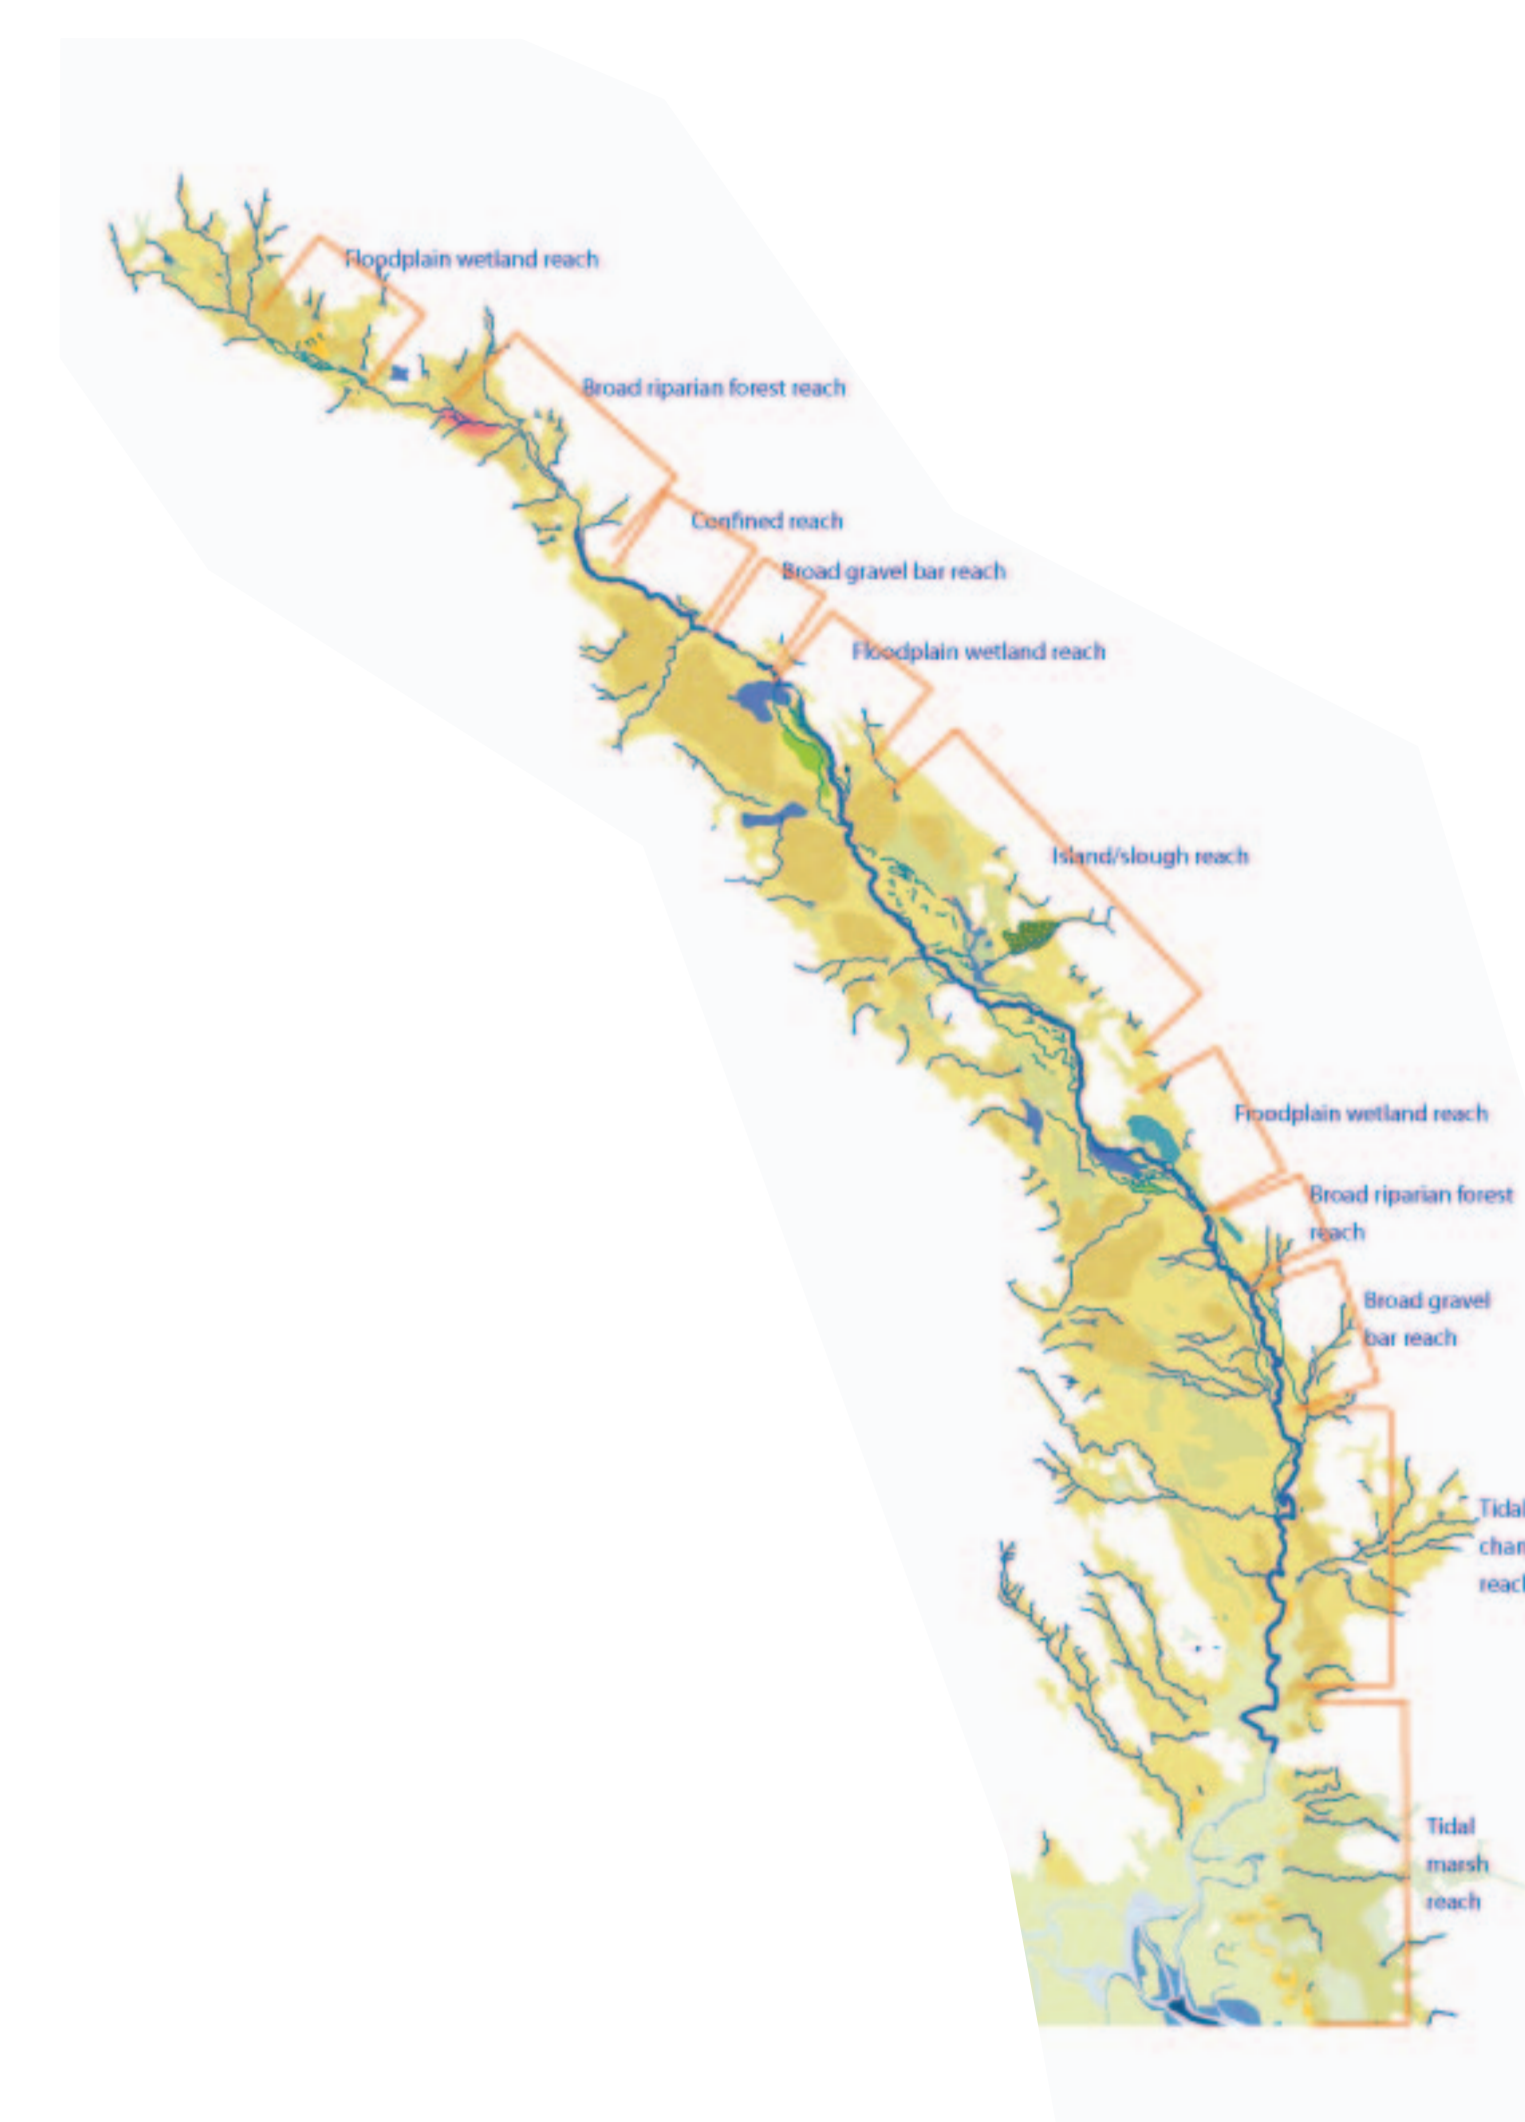 Floodplain wetland reach
Broad riparian forest reach
Confined reach
Broad gravel bar reach
Floodplain wetland reach
Island/slough reach
Floodplain wetland reach
Broad riparian forest
reach
Broad gravel
bar reach
Tidal
Tidal
marsh
reach